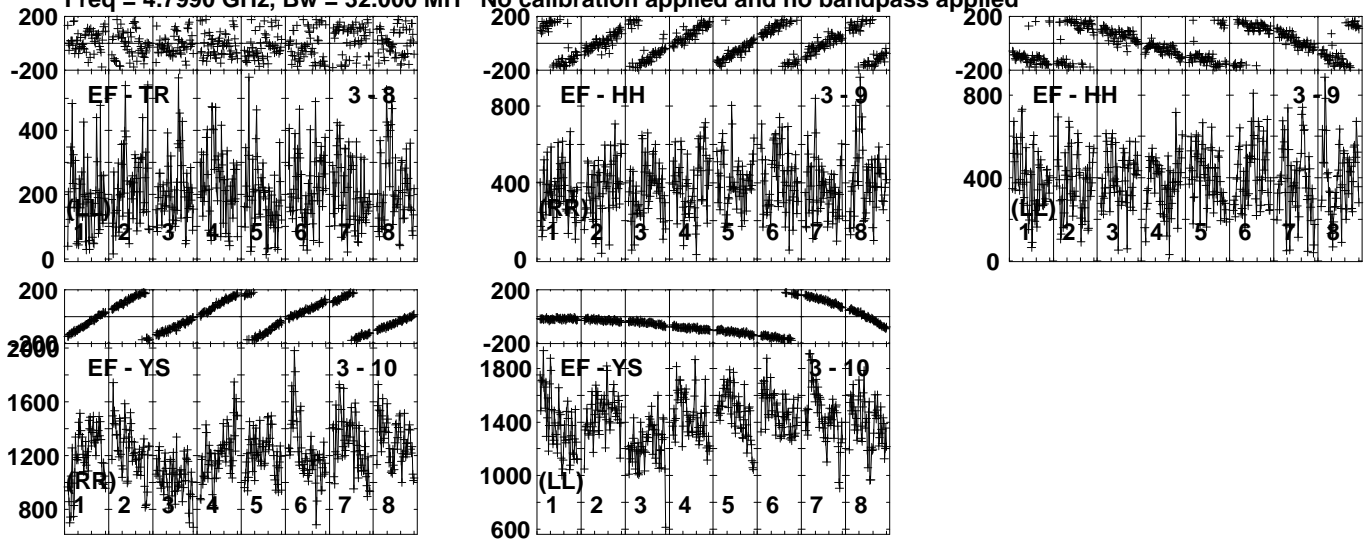 Freq = 4.7990 GHz, Bw = 32.000 MH No calibration applied and no bandpass applied
200
-200
EF - TR 3 - 8
400
200
(LL)
1 2 3 4 5 6 7 8
0
200
-200
EF - HH 3 - 9
800
400
(RR)
1 2 3 4 5 6 7 8
0
200
-200
EF - HH 3 - 9
800
400
(LL)
1 2 3 4 5 6 7 8
0
200
-200
2000
EF - YS 3 - 10
1600
1200
(RR)
1 2 3 4 5 6 7 8
800
200
-200
1800
EF - YS 3 - 10
1400
1000
(LL)
1 2 3 4 5 6 7 8
600